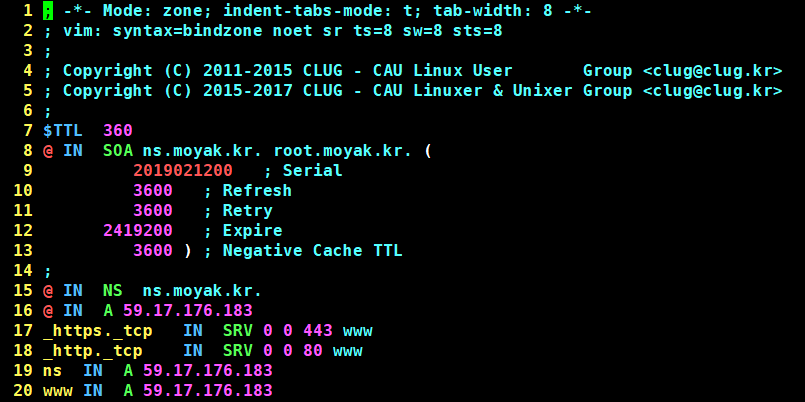 1 ; -*- Mode: zone; indent-tabs-mode: t; tab-width: 8 -*-
2 ; vim: syntax=bindzone noet sr ts=8 sw=8 sts=8
3 ;
4 ; Copyright (C) 2011-2015 CLUG - CAU Linux User       Group <clug@clug.kr>
5 ; Copyright (C) 2015-2017 CLUG - CAU Linuxer & Unixer Group <clug@clug.kr>
6 ;
7 $TTL  360
8 @ IN  SOA ns.moyak.kr. root.moyak.kr. (
9          2019021200   ; Serial
10          3600   ; Refresh
11          3600   ; Retry
12       2419200   ; Expire
13          3600 ) ; Negative Cache TTL
14 ;
15 @ IN  NS  ns.moyak.kr.
16 @ IN  A 59.17.176.183
17 _https._tcp   IN  SRV 0 0 443 www
18 _http._tcp    IN  SRV 0 0 80 www
19 ns  IN  A 59.17.176.183
20 www IN  A 59.17.176.183